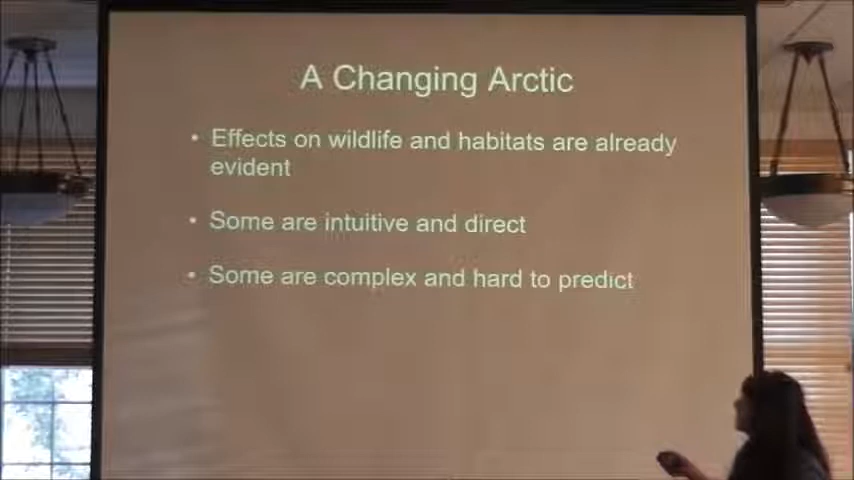 A Changing Arctic
• Effects on wildlife and habitats are already
evident
• Some are intuitive and direct
• Some are complex and hard to predict